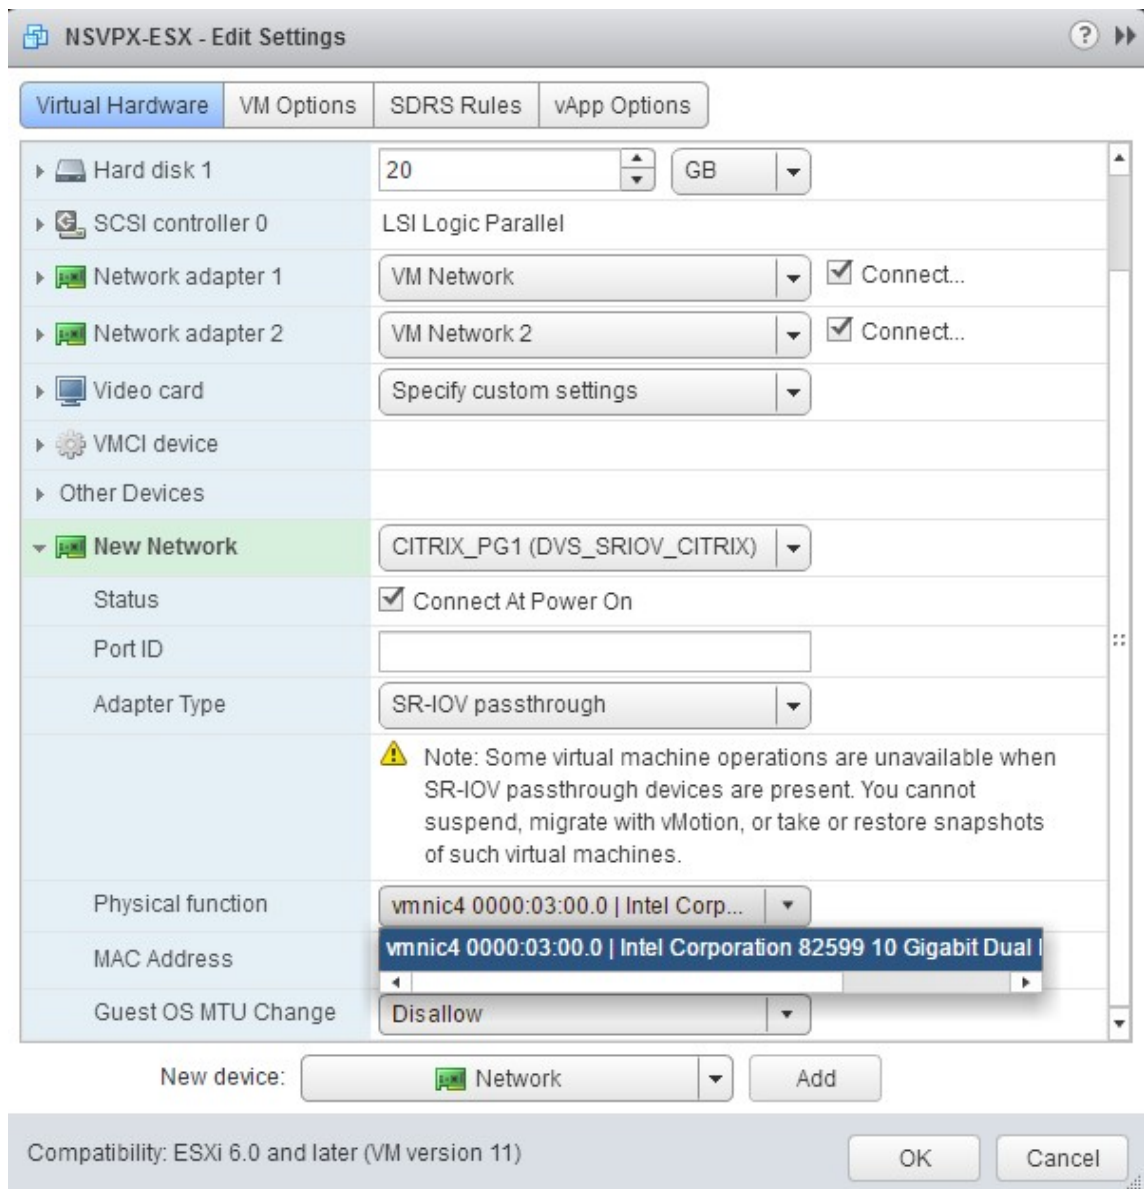 NSVPX-ESX - Edit Settings
Virtual Hardware
VM Options
SDRS Rules
vApp Options
Hard disk 1
20
GB
SCSI controller 0
LSI Logic Parallel
Network adapter 1
VM Network
Connect...
Network adapter 2
VM Network 2
Connect...
Video card
Specify custom settings
VMCI device
Other Devices
New Network
CITRIX_PG1 (DVS_SRIOV_CITRIX)
Status
Connect At Power On
Port ID
Adapter Type
SR-IOV passthrough
Note: Some virtual machine operations are unavailable when
SR-IOV passthrough devices are present. You cannot
suspend, migrate with vMotion, or take or restore snapshots
of such virtual machines.
Physical function
vmnic4 0000:03:00.0 | Intel Corp...
vmnic4 0000:03:00.0 | Intel Corporation 82599 10 Gigabit Dual
MAC Address
Guest OS MTU Change
Disallow
New device:
Network
Add
Compatibility: ESXi 6.0 and later (VM version 11)
OK
Cancel